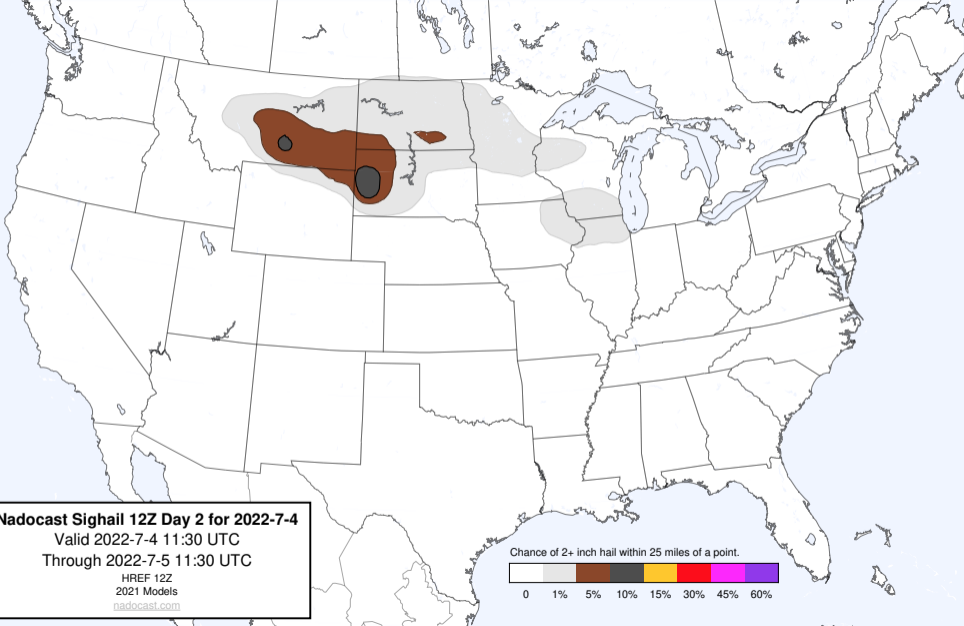 Nadocast Sighail 12Z Day 2 for 2022-7-4
Valid 2022-7-4 11:30 UTC
Through 2022-7-5 11:30 UTC
HREF 12Z
2021 Models
nadocast.com
Chance of 2+ inch hail within 25 miles of a point.
0 1% 5% 10% 15% 30% 45% 60%